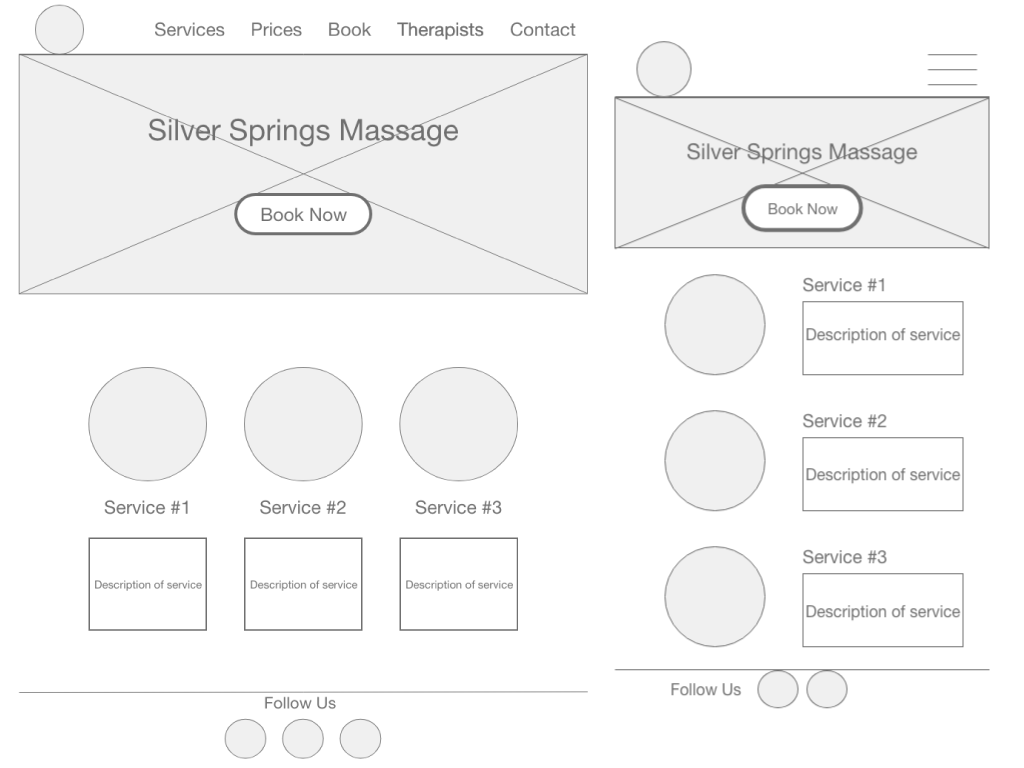 Services Prices Book Therapists Contact
Silver Springs Massage
Book Now
Service #1 Service #2 Service #3
Description of service Description of service Description of service
Follow Us
Silver Springs Massage
Book Now
Service #1
Description of service
Service #2
Description of service
Service #3
Description of service
Follow Us